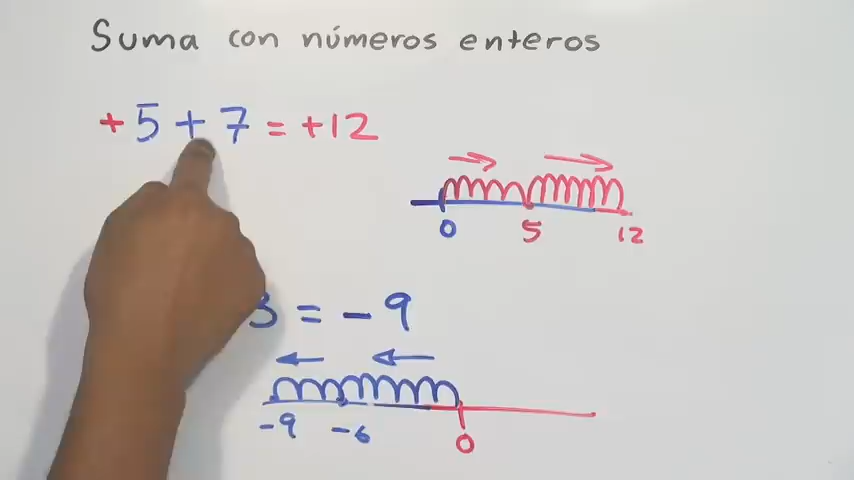 Suma con números enteros
+ 5 + 7 = +12
0 5 12
3 = - 9
-9 -6 0